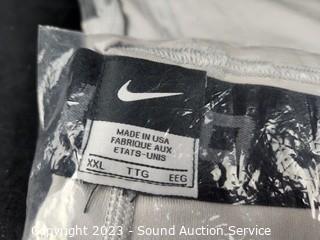 MADE IN USA
FABRIQUE AUX
ETATS-UNIS
XXL TTG EEG
Copyright 2023 - Sound Auction Service